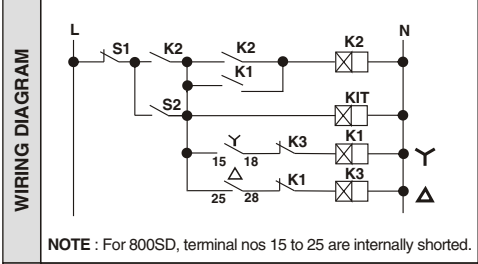 WIRING DIAGRAM
L
N
S1
K2
K2
K2
K1
S2
KIT
15
18
K3
K1
25
28
K1
K3
NOTE : For 800SD, terminal nos 15 to 25 are internally shorted.